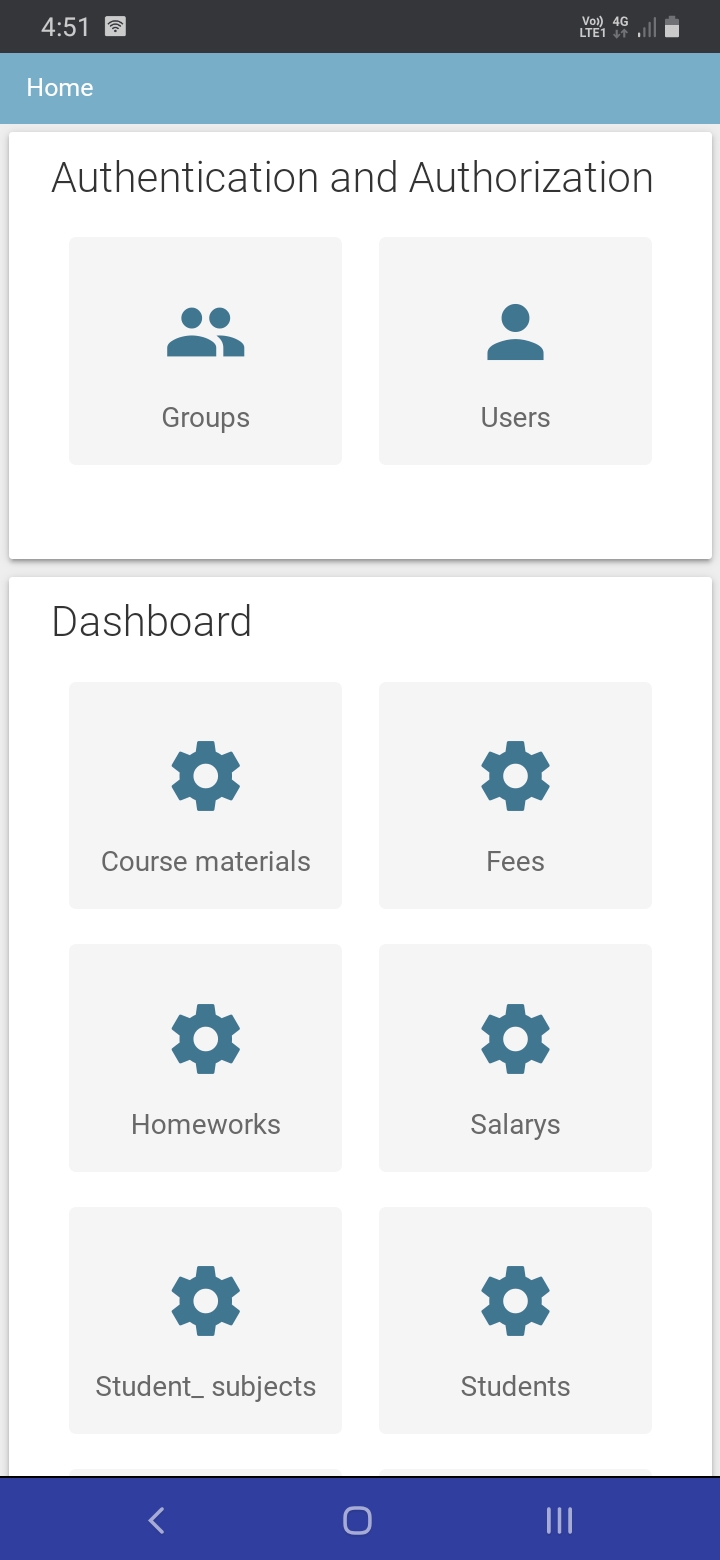 4:51
Vo)) 4G
LTE1
Home
Authentication and Authorization
Groups
Users
Dashboard
Course materials
Fees
Homeworks
Salarys
Student_ subjects
Students